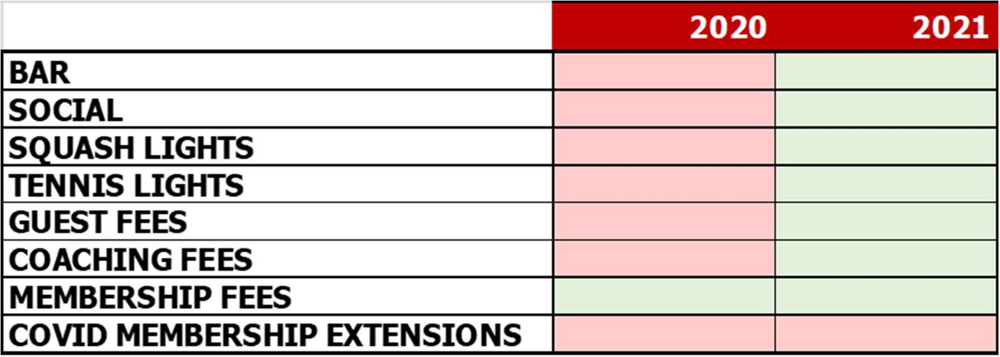 2020 2021
BAR
SOCIAL
SQUASH LIGHTS
TENNIS LIGHTS
GUEST FEES
COACHING FEES
MEMBERSHIP FEES
COVID MEMBERSHIP EXTENSIONS